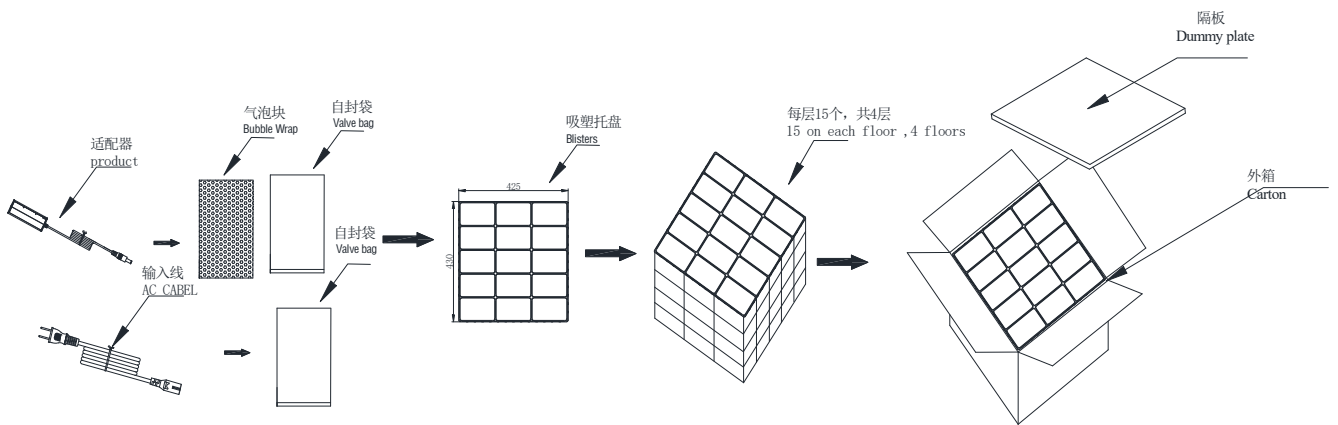 适配器
product
输入线
AC CABEL
气泡块
Bubble Wrap
自封袋
Valve bag
自封袋
Valve bag
吸塑托盘
Blisters
425
430
每层15个，共4层
15 on each floor ,4 floors
隔板
Dummy plate
外箱
Carton